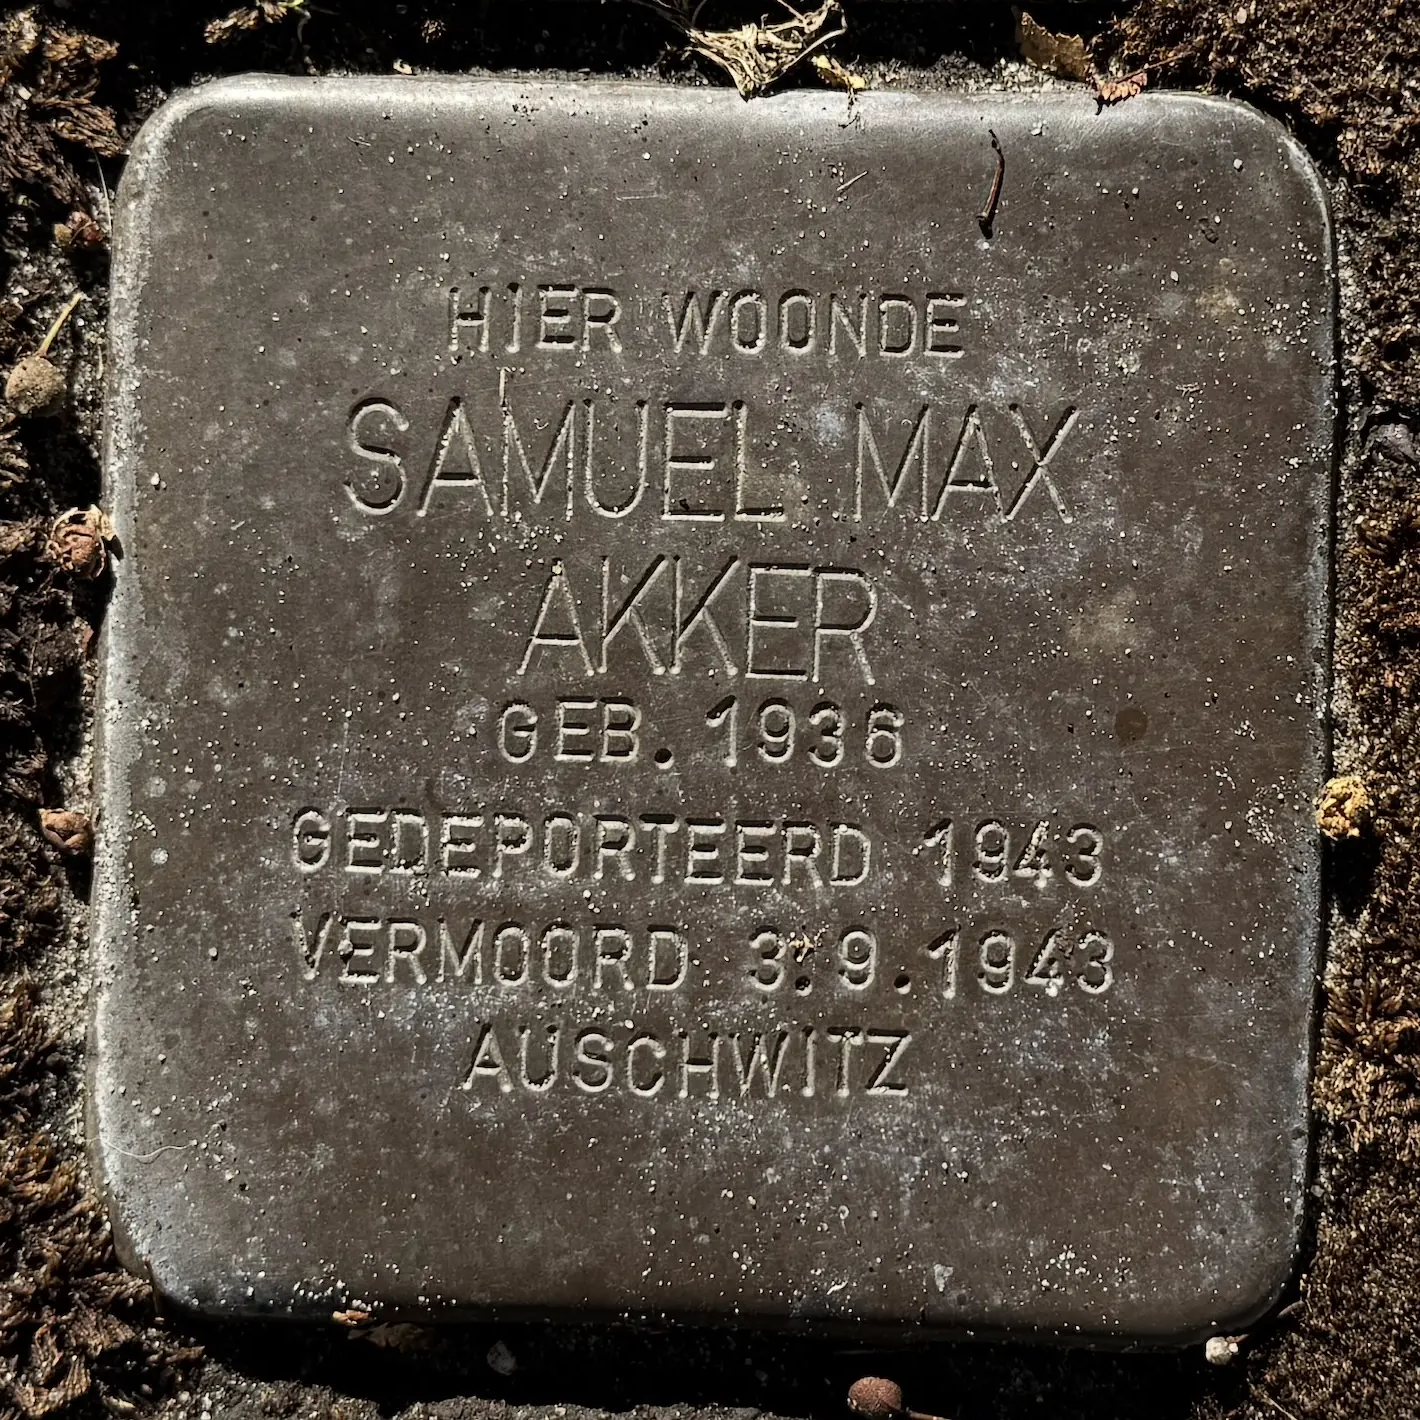 HIER WOONDE
SAMUEL MAX
AKKER
GEB. 1936
GEDEPORTEERD 1943
VERMOORD 3.9.1943
AUSCHWITZ